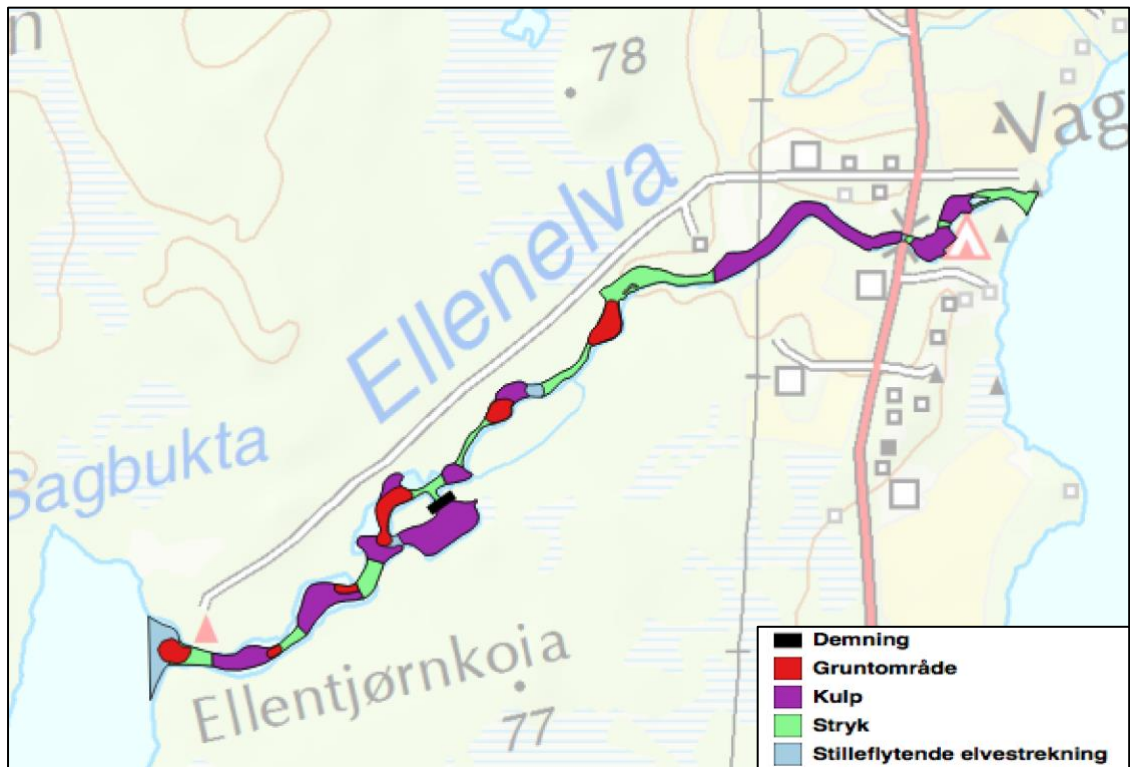 n
78
Vag
Ellenelva
Sagbukta
Ellentjørnkoia
77
Demning
Gruntområde
Kulp
Stryk
Stilleflytende elvestrekning